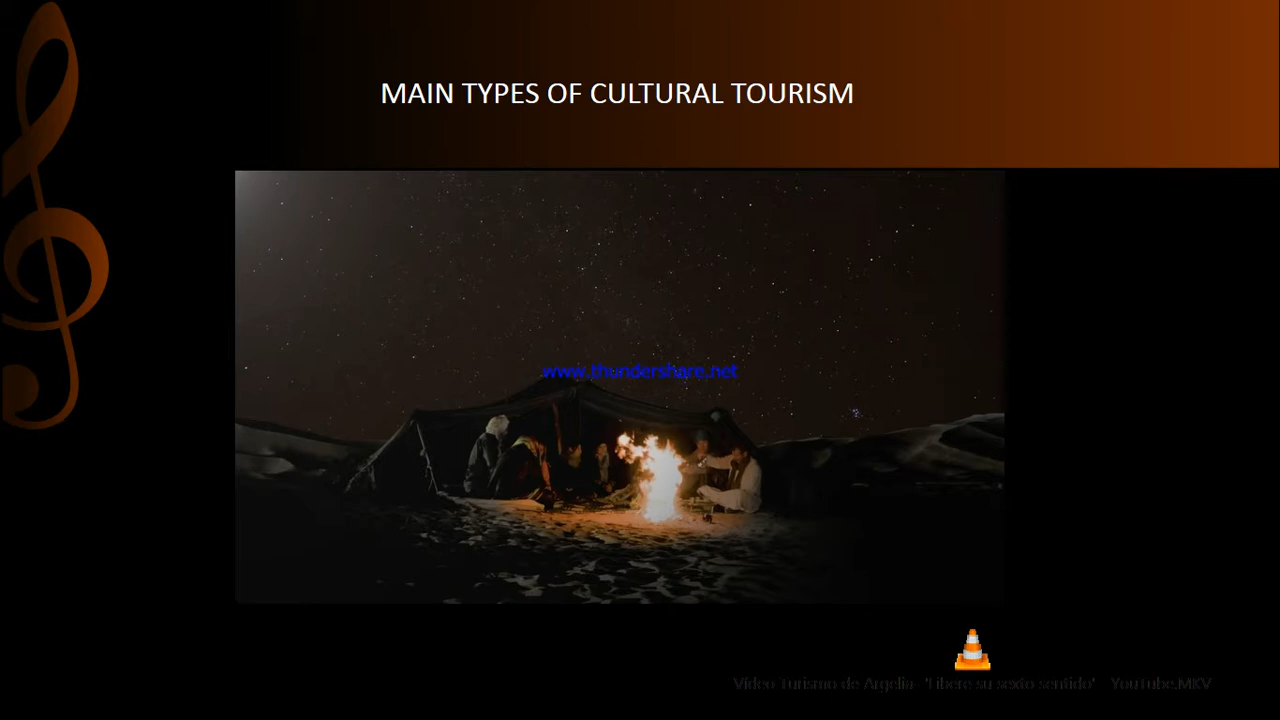 MAIN TYPES OF CULTURAL TOURISM
www.thundershare.net
Vídeo Turismo de Argelia- 'Libere su sexto sentido' - YouTube.MKV